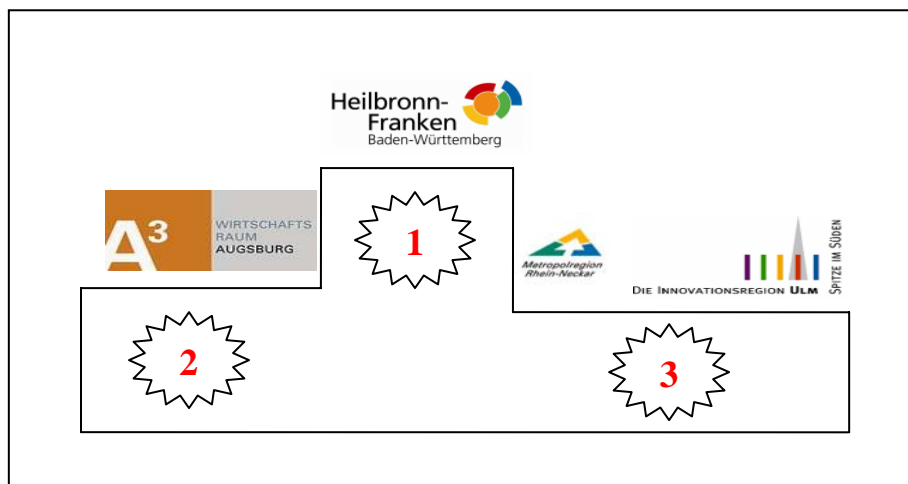 Heilbronn-
Franken
Baden-Württemberg
A3
WIRTSCHAFTS
RAUM
AUGSBURG
1
Metropolregion
Rhein-Neckar
DIE INNOVATIONSREGION ULM
SPITZE IM SÜDEN
2
3